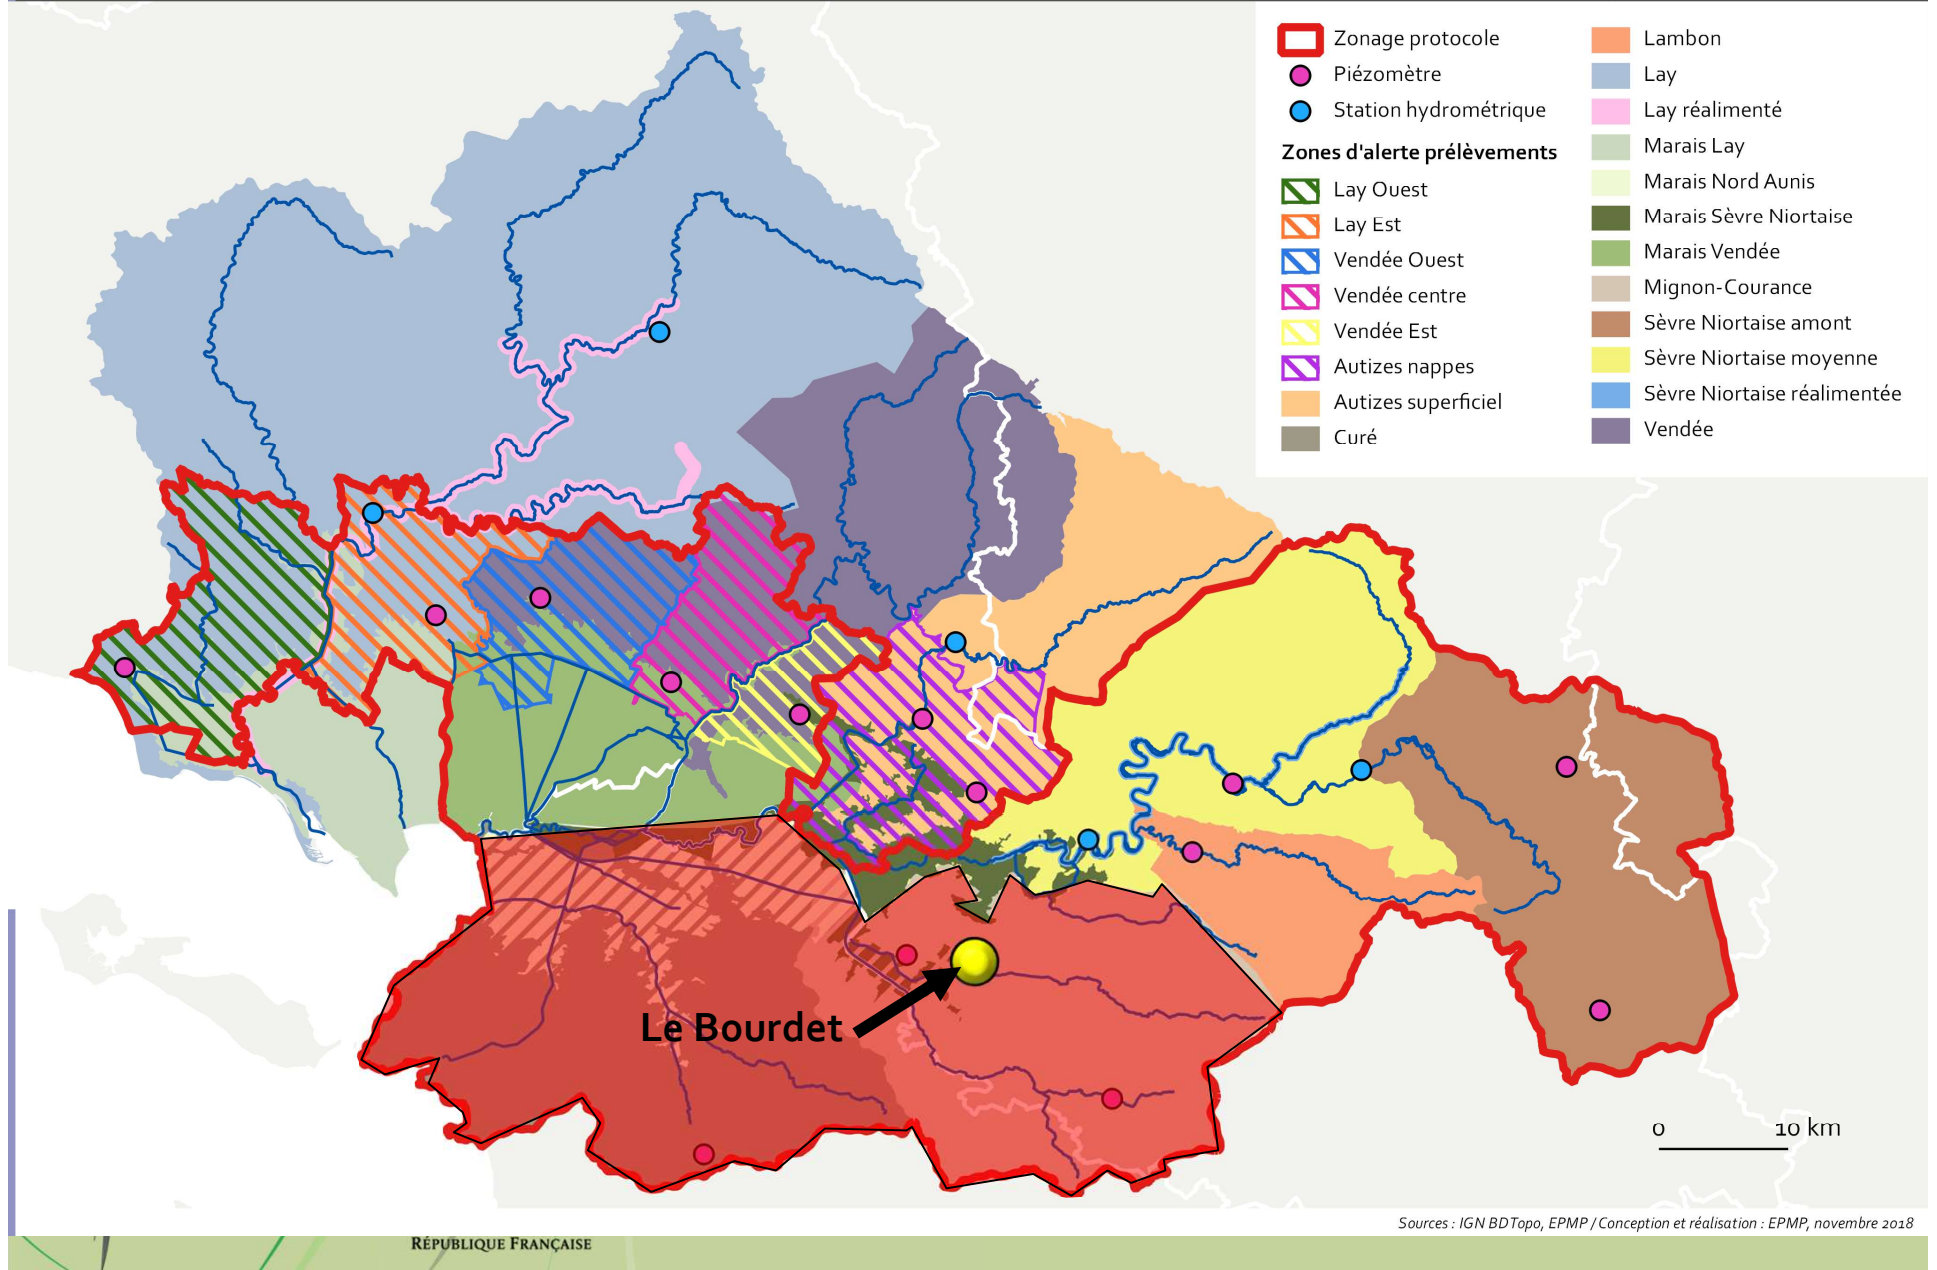 Zonage protocole
Piézomètre
Station hydrométrique
Zones d'alerte prélèvements
Lay Ouest
Lay Est
Vendée Ouest
Vendée centre
Vendée Est
Autizes nappes
Autizes superficiel
Curé
Lambon
Lay
Lay réalimenté
Marais Lay
Marais Nord Aunis
Marais Sèvre Niortaise
Marais Vendée
Mignon-Courance
Sèvre Niortaise amont
Sèvre Niortaise moyenne
Sèvre Niortaise réalimentée
Vendée
Le Bourdet
0 10 km
Sources : IGN BDTopo, EPMP / Conception et réalisation : EPMP, novembre 2018
RÉPUBLIQUE FRANÇAISE